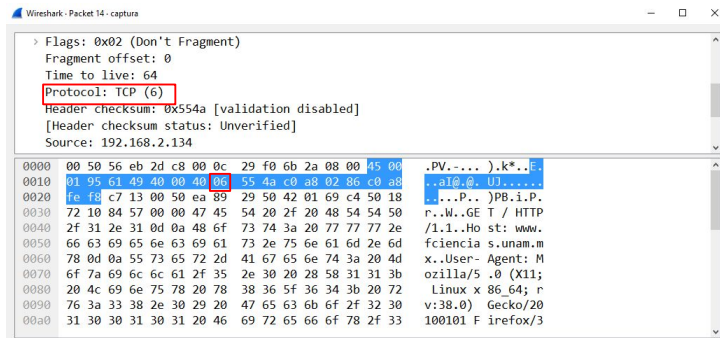 Wireshark - Packet 14 - captura
> Flags: 0x02 (Don't Fragment)
Fragment offset: 0
Time to live: 64
Protocol: TCP (6)
Header checksum: 0x554a [validation disabled]
[Header checksum status: Unverified]
Source: 192.168.2.134
0000 00 50 56 eb 2d c8 00 0c 29 f0 6b 2a 08 00 45 00 .PV.-... ).k*..E.
0010 01 95 61 49 40 00 40 06 55 4a c0 a8 02 86 c0 a8 ..aI@.@. UJ......
0020 fe f8 c7 13 00 50 ea 89 29 50 42 01 69 c4 50 18 .....P.. )PB.i.P.
0030 72 10 84 57 00 00 47 45 54 20 2f 20 48 54 54 50 r..W..GE T / HTTP
0040 2f 31 2e 31 0d 0a 48 6f 73 74 3a 20 77 77 77 2e /1.1..Ho st: www.
0050 66 63 69 65 6e 63 69 61 73 2e 75 6e 61 6d 2e 6d fciencia s.unam.m
0060 78 0d 0a 55 73 65 72 2d 41 67 65 6e 74 3a 20 4d x..User- Agent: M
0070 6f 7a 69 6c 6c 61 2f 35 2e 30 20 28 58 31 31 3b ozilla/5 .0 (X11;
0080 20 4c 69 6e 75 78 20 78 38 36 5f 36 34 3b 20 72 Linux x 86_64; r
0090 76 3a 33 38 2e 30 29 20 47 65 63 6b 6f 2f 32 30 v:38.0) Gecko/20
00a0 31 30 30 31 30 31 20 46 69 72 65 66 6f 78 2f 33 100101 F irefox/3